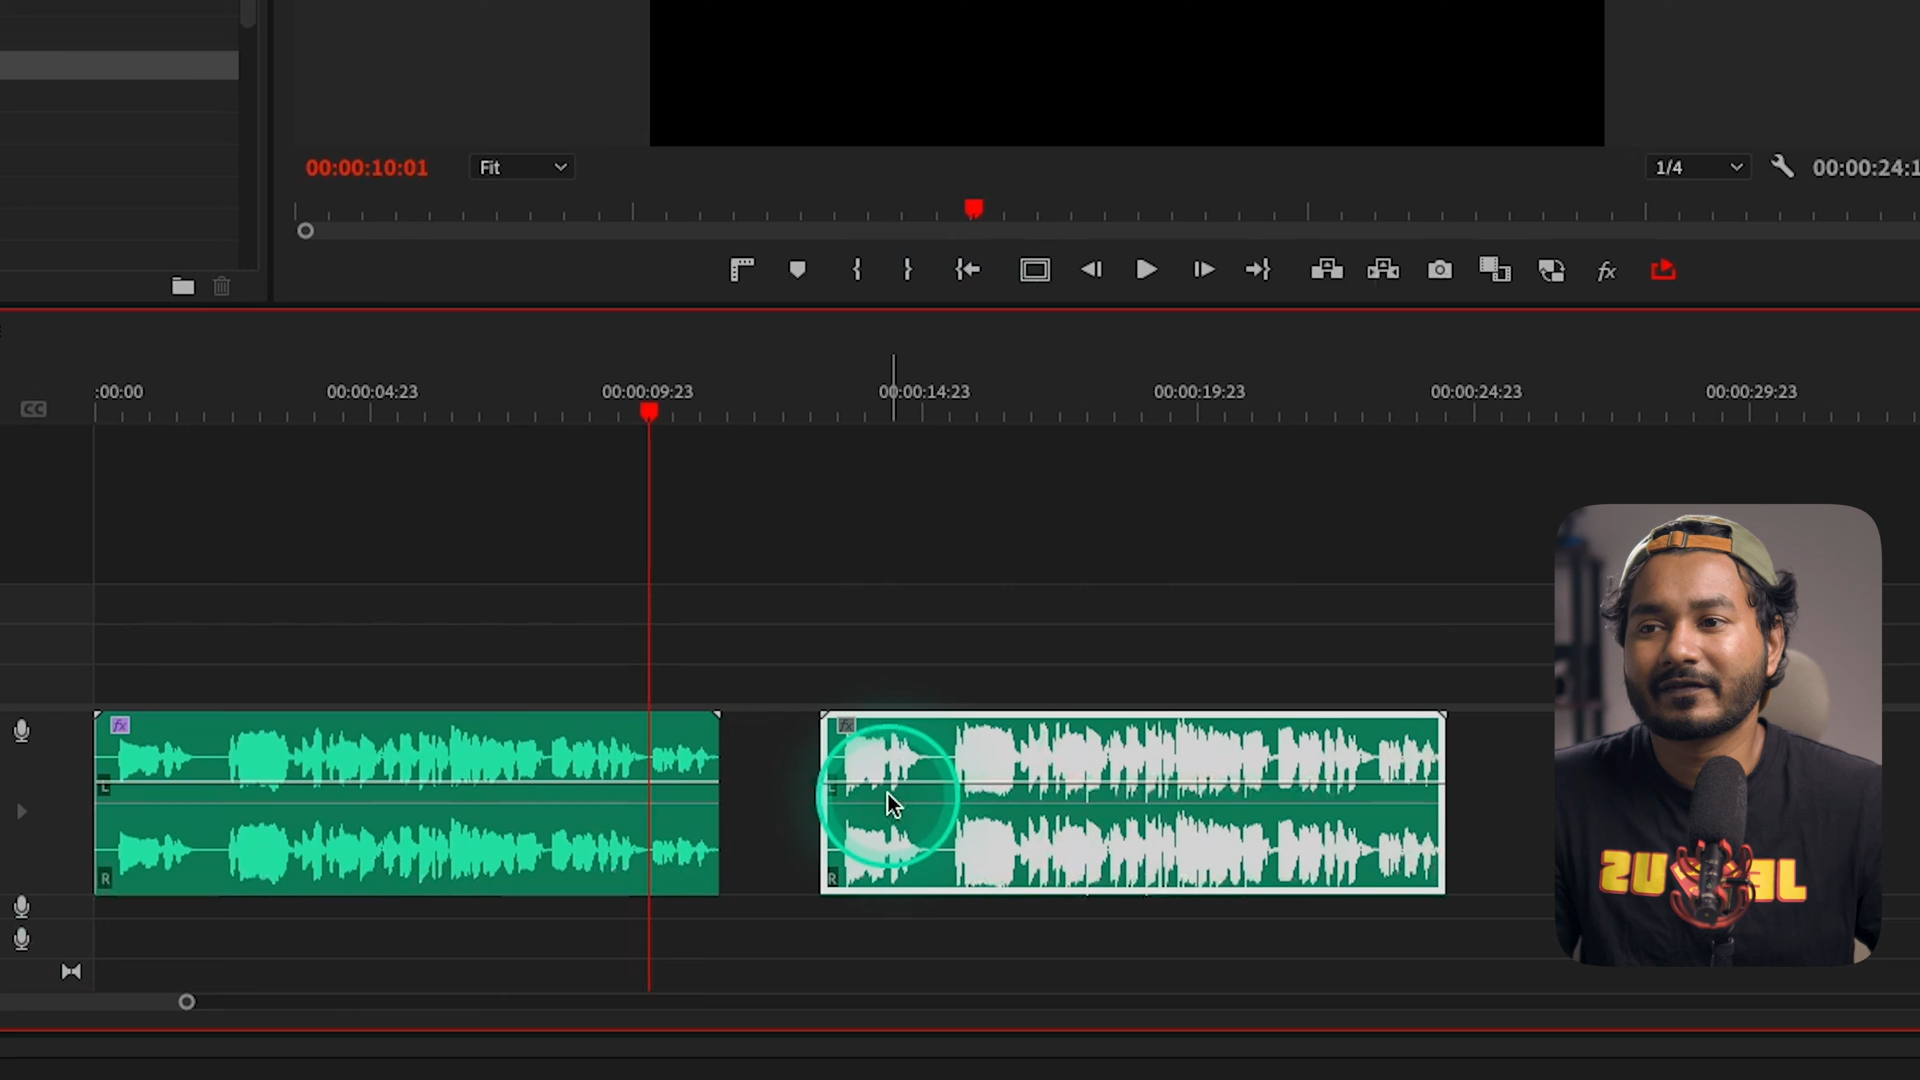 00:00:10:01
Fit
1/4
00:00:24:1
fx
:00:00
00:00:04:23
00:00:09:23
00:00:14:23
00:00:19:23
00:00:24:23
00:00:29:23
CC
fx
fx
L
L
R
R